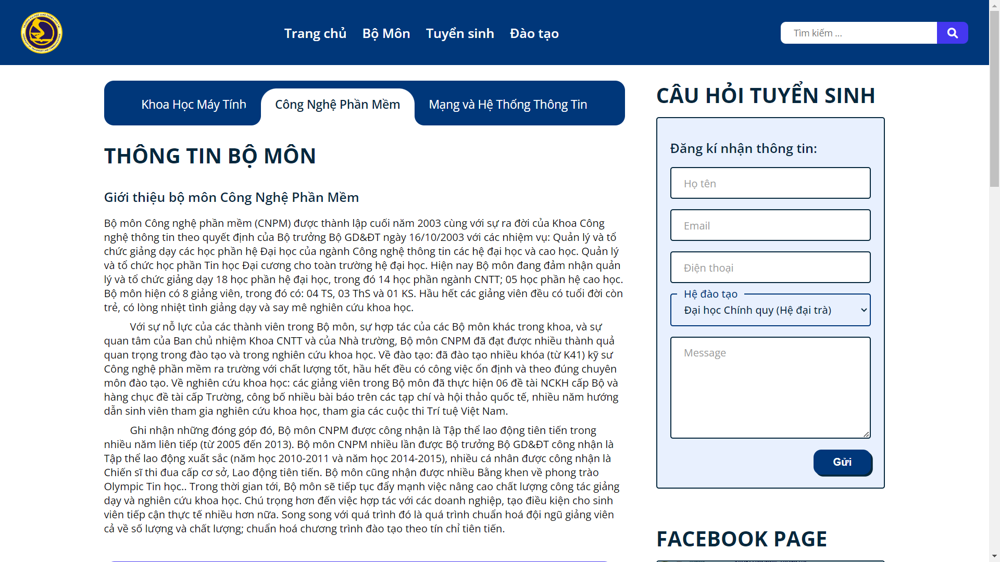 TRƯỜNG ĐẠI HỌC GIAO THÔNG VẬN TẢI
UNIVERSITY OF TRANSPORT AND COMMUNICATIONS
Trang chủ Bộ Môn Tuyển sinh Đào tạo
Tìm kiếm ...
Khoa Học Máy Tính Công Nghệ Phần Mềm Mạng và Hệ Thống Thông Tin
THÔNG TIN BỘ MÔN
Giới thiệu bộ môn Công Nghệ Phần Mềm
Bộ môn Công nghệ phần mềm (CNPM) được thành lập cuối năm 2003 cùng với sự ra đời của Khoa Công
nghệ thông tin theo quyết định của Bộ trưởng Bộ GD&ĐT ngày 16/10/2003 với các nhiệm vụ: Quản lý và tổ
chức giảng dạy các học phần hệ Đại học của ngành Công nghệ thông tin các hệ đại học và cao học. Quản lý
và tổ chức học phần Tin học Đại cương cho toàn trường hệ đại học. Hiện nay Bộ môn đang đảm nhận quản
lý và tổ chức giảng dạy 18 học phần hệ đại học, trong đó 14 học phần ngành CNTT; 05 học phần hệ cao học.
Bộ môn hiện có 8 giảng viên, trong đó có: 04 TS, 03 ThS và 01 KS. Hầu hết các giảng viên đều có tuổi đời còn
trẻ, có lòng nhiệt tình giảng dạy và say mê nghiên cứu khoa học.
Với sự nỗ lực của các thành viên trong Bộ môn, sự hợp tác của các Bộ môn khác trong khoa, và sự
quan tâm của Ban chủ nhiệm Khoa CNTT và của Nhà trường, Bộ môn CNPM đã đạt được nhiều thành quả
quan trọng trong đào tạo và trong nghiên cứu khoa học. Về đào tạo: đã đào tạo nhiều khóa (từ K41) kỹ sư
Công nghệ phần mềm ra trường với chất lượng tốt, hầu hết đều có công việc ổn định và theo đúng chuyên
môn đào tạo. Về nghiên cứu khoa học: các giảng viên trong Bộ môn đã thực hiện 06 đề tài NCKH cấp Bộ và
hàng chục đề tài cấp Trường, công bố nhiều bài báo trên các tạp chí và hội thảo quốc tế, nhiều năm hướng
dẫn sinh viên tham gia nghiên cứu khoa học, tham gia các cuộc thi Trí tuệ Việt Nam.
Ghi nhận những đóng góp đó, Bộ môn CNPM được công nhận là Tập thể lao động tiên tiến trong
nhiều năm liên tiếp (từ 2005 đến 2013). Bộ môn CNPM nhiều lần được Bộ trưởng Bộ GD&ĐT công nhận là
Tập thể lao động xuất sắc (năm học 2010-2011 và năm học 2014-2015), nhiều cá nhân được công nhận là
Chiến sĩ thi đua cấp cơ sở, Lao động tiên tiến. Bộ môn cũng nhận được nhiều Bằng khen về phong trào
Olympic Tin học.. Trong thời gian tới, Bộ môn sẽ tiếp tục đẩy mạnh việc nâng cao chất lượng công tác giảng
dạy và nghiên cứu khoa học. Chú trọng hơn đến việc hợp tác với các doanh nghiệp, tạo điều kiện cho sinh
viên tiếp cận thực tế nhiều hơn nữa. Song song với quá trình đó là quá trình chuẩn hoá đội ngũ giảng viên
cả về số lượng và chất lượng; chuẩn hoá chương trình đào tạo theo tín chỉ tiên tiến.
CÂU HỎI TUYỂN SINH
Đăng kí nhận thông tin:
Họ tên
Email
Điện thoại
Hệ đào tạo
Đại học Chính quy (Hệ đại trà)
Message
Gửi
FACEBOOK PAGE